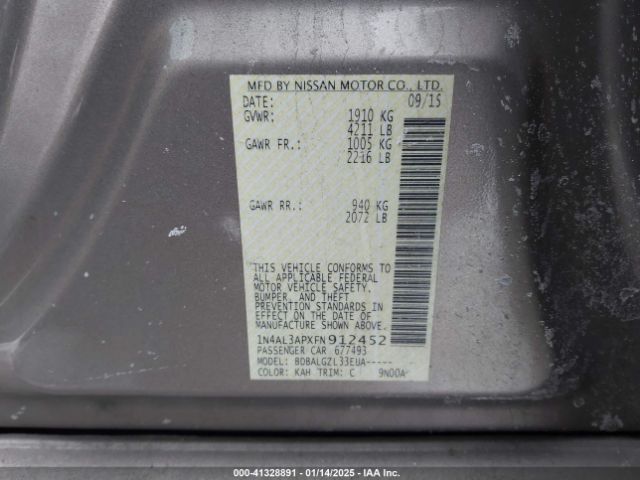 MFD BY NISSAN MOTOR CO., LTD.
DATE: 09/15
GVWR: 1910 KG
4211 LB
GAWR FR.: 1005 KG
2216 LB
GAWR RR.: 940 KG
2072 LB
THIS VEHICLE CONFORMS TO
ALL APPLICABLE FEDERAL
MOTOR VEHICLE SAFETY,
BUMPER, AND THEFT
PREVENTION STANDARDS IN
EFFECT ON THE DATE OF
MANUFACTURE SHOWN ABOVE.
1N4AL3APXFN912452
PASSENGER CAR 677493
MODEL: BDBALGZL33EUA-----
COLOR: KAH TRIM: C 9N00A
000-41328891 - 01/14/2025 - IAA Inc.